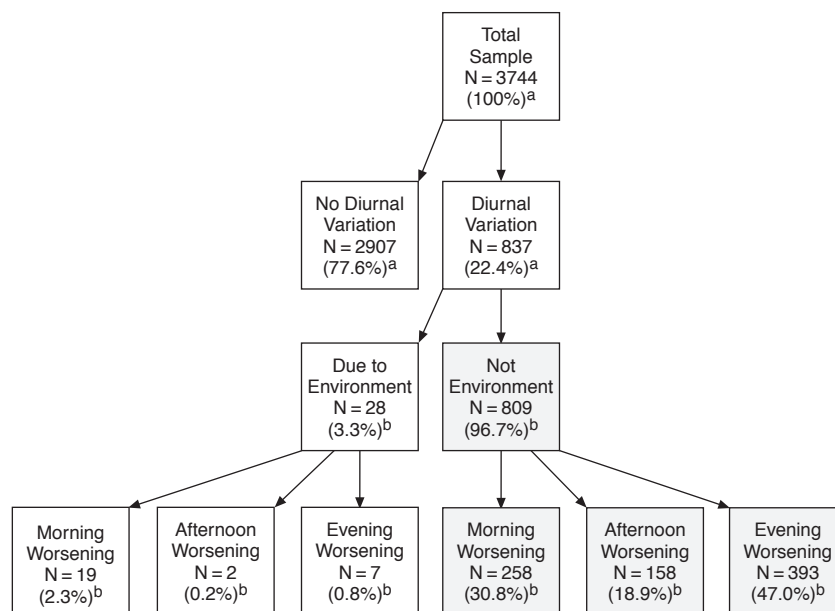 Total
Sample
N = 3744
(100%)a
No Diurnal
Variation
N = 2907
(77.6%)a
Diurnal
Variation
N = 837
(22.4%)a
Due to
Environment
N = 28
(3.3%)b
Not
Environment
N = 809
(96.7%)b
Morning
Worsening
N = 19
(2.3%)b
Afternoon
Worsening
N = 2
(0.2%)b
Evening
Worsening
N = 7
(0.8%)b
Morning
Worsening
N = 258
(30.8%)b
Afternoon
Worsening
N = 158
(18.9%)b
Evening
Worsening
N = 393
(47.0%)b